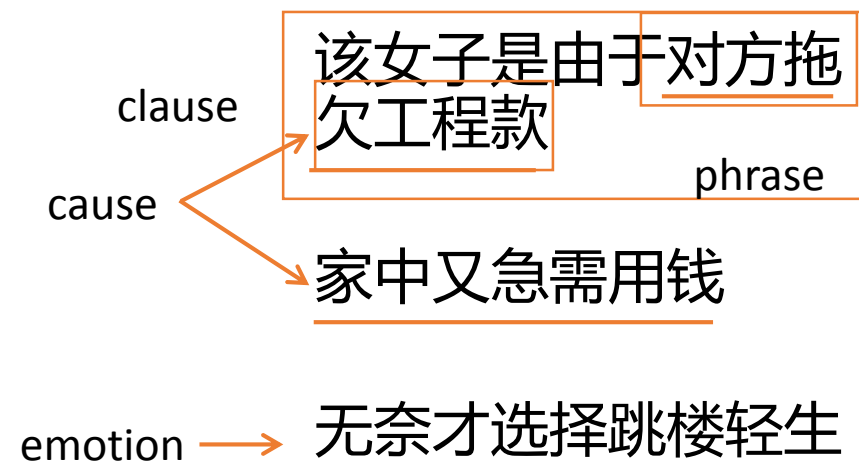 该女子是由于对方拖
clause
欠工程款
phrase
cause
家中又急需用钱
emotion
无奈才选择跳楼轻生